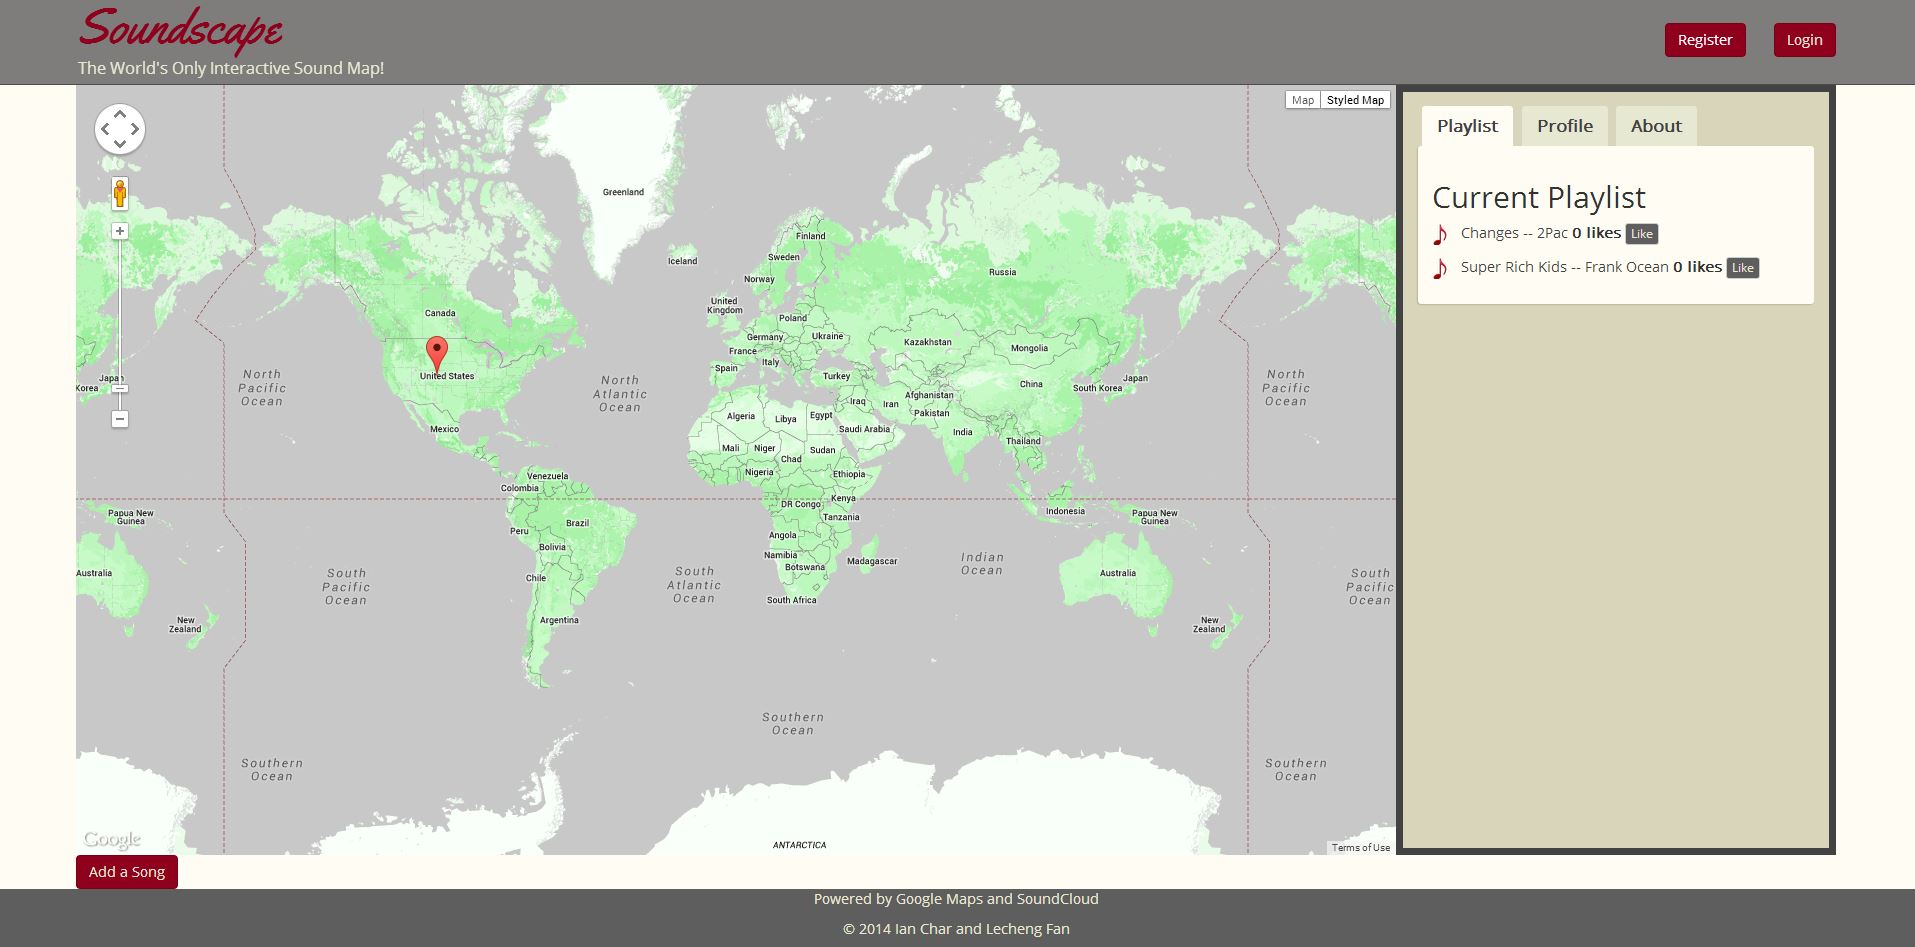 Soundscape
The World's Only Interactive Sound Map!
Register
Login
Map
Styled Map
Greenland
Iceland
Finland
Sweden
Norway
Russia
United
Kingdom
Canada
Poland
Germany
Ukraine
France
Italy
Spain
Kazakhstan
Mongolia
Turkey
China
Japan
South Korea
Iraq
Iran
Afghanistan
Pakistan
United States
Mexico
North
Pacific
Ocean
North
Atlantic
Ocean
North
Pacific
Ocean
Japan
Korea
Algeria
Libya
Egypt
Saudi Arabia
India
Thailand
Mali
Niger
Chad
Sudan
Nigeria
Ethiopia
Venezuela
Colombia
Kenya
DR Congo
Tanzania
Indonesia
Papua New
Guinea
Papua New
Guinea
Peru
Brazil
Bolivia
Angola
Namibia
Botswana
Madagascar
Indian
Ocean
Australia
Australia
Chile
South
Pacific
Ocean
South
Atlantic
Ocean
South
Pacific
Ocean
South Africa
Argentina
New
Zealand
New
Zealand
Southern
Ocean
Southern
Ocean
Southern
Ocean
ANTARCTICA
Google
Terms of Use
Playlist
Profile
About
Current Playlist
Changes -- 2Pac 0 likes Like
Super Rich Kids -- Frank Ocean 0 likes Like
Add a Song
Powered by Google Maps and SoundCloud
© 2014 Ian Char and Lecheng Fan